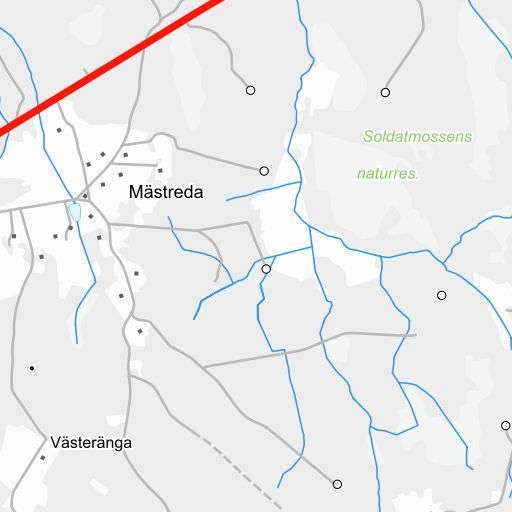 Soldatmossens
naturres.
Mästreda
Västeränga